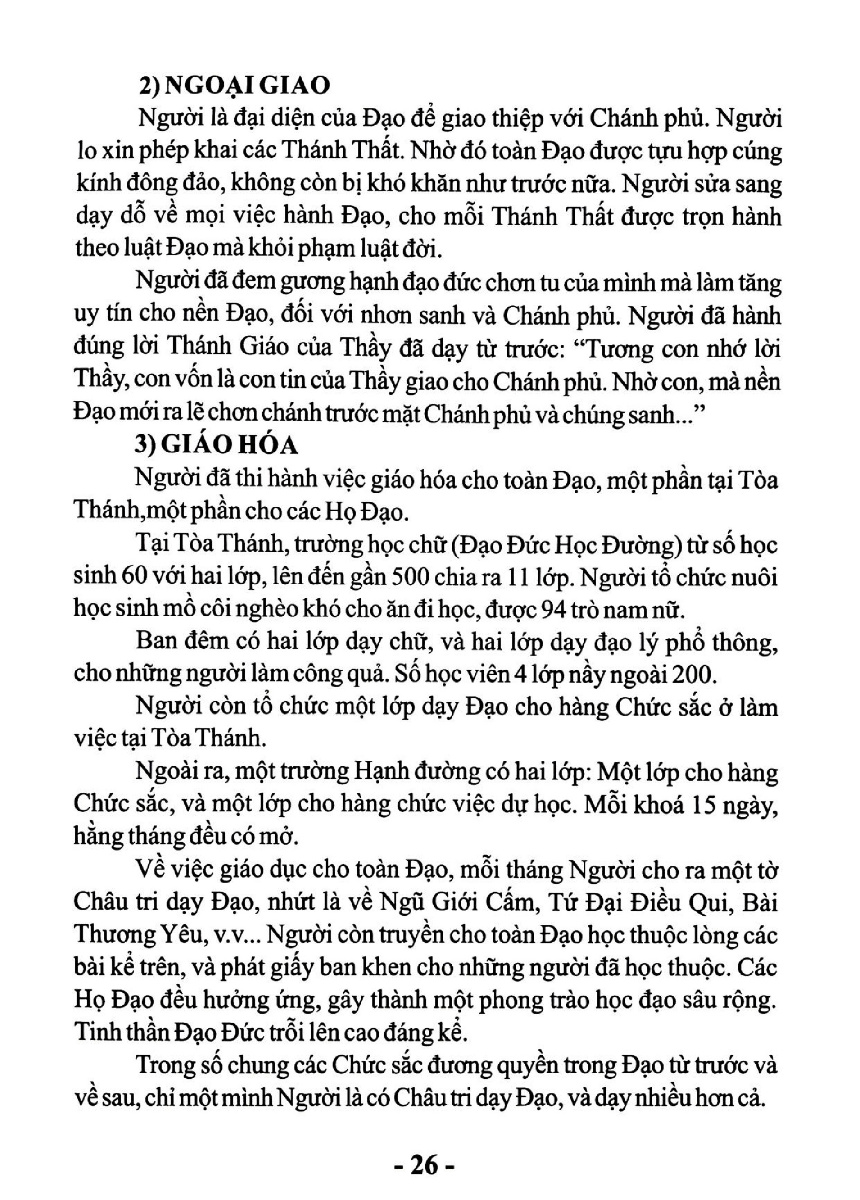 2) NGOẠI GIAO
Người là đại diện của Đạo để giao thiệp với Chánh phủ. Người
lo xin phép khai các Thánh Thất. Nhờ đó toàn Đạo được tựu hợp cúng
kính đông đảo, không còn bị khó khăn như trước nữa. Người sửa sang
dạy dỗ về mọi việc hành Đạo, cho mỗi Thánh Thất được trọn hành
theo luật Đạo mà khỏi phạm luật đời.
Người đã đem gương hạnh đạo đức chơn tu của mình mà làm tăng
uy tín cho nền Đạo, đối với nhơn sanh và Chánh phủ. Người đã hành
đúng lời Thánh Giáo của Thầy đã dạy từ trước: “Tương con nhớ lời
Thầy, con vốn là con tin của Thầy giao cho Chánh phủ. Nhờ con, mà nền
Đạo mới ra lẽ chơn chánh trước mặt Chánh phủ và chúng sanh...”
3) GIÁO HÓA
Người đã thi hành việc giáo hóa cho toàn Đạo, một phần tại Tòa
Thánh,một phần cho các Họ Đạo.
Tại Tòa Thánh, trường học chữ (Đạo Đức Học Đường) từ số học
sinh 60 với hai lớp, lên đến gần 500 chia ra 11 lớp. Người tổ chức nuôi
học sinh mồ côi nghèo khó cho ăn đi học, được 94 trò nam nữ.
Ban đêm có hai lớp dạy chữ, và hai lớp dạy đạo lý phổ thông,
cho những người làm công quả. Số học viên 4 lớp nầy ngoài 200.
Người còn tổ chức một lớp dạy Đạo cho hàng Chức sắc ở làm
việc tại Tòa Thánh.
Ngoài ra, một trường Hạnh đường có hai lớp: Một lớp cho hàng
Chức sắc, và một lớp cho hàng chức việc dự học. Mỗi khoá 15 ngày,
hằng tháng đều có mở.
Về việc giáo dục cho toàn Đạo, mỗi tháng Người cho ra một tờ
Châu tri dạy Đạo, nhứt là về Ngũ Giới Cấm, Tứ Đại Điều Qui, Bài
Thương Yêu, v.v... Người còn truyền cho toàn Đạo học thuộc lòng các
bài kể trên, và phát giấy ban khen cho những người đã học thuộc. Các
Họ Đạo đều hưởng ứng, gây thành một phong trào học đạo sâu rộng.
Tinh thần Đạo Đức trỗi lên cao đáng kể.
Trong số chung các Chức sắc đương quyền trong Đạo từ trước và
về sau, chỉ một mình Người là có Châu tri dạy Đạo, và dạy nhiều hơn cả.
- 26 -